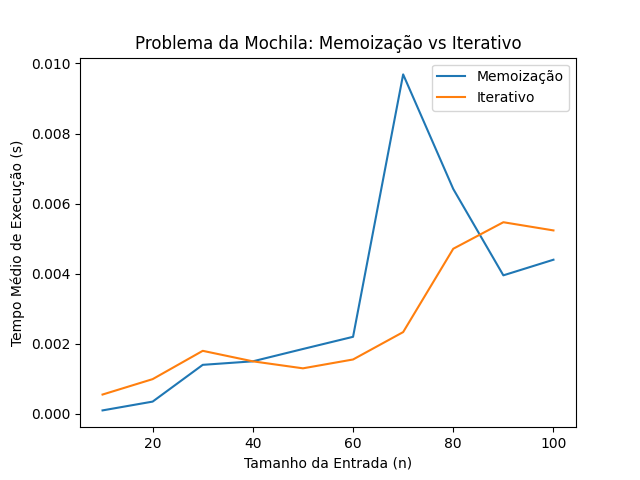 Problema da Mochila: Memoização vs Iterativo
Memoização
Iterativo
Tempo Médio de Execução (s)
0.010
0.008
0.006
0.004
0.002
0.000
20
40
60
80
100
Tamanho da Entrada (n)